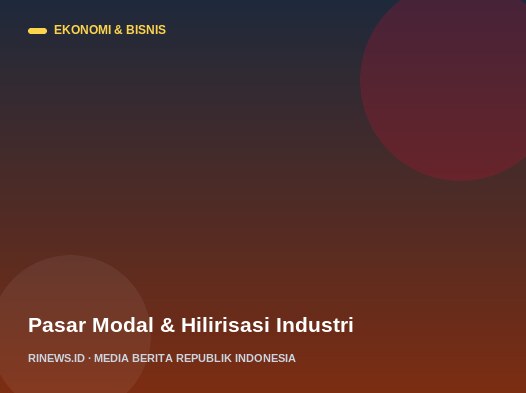 EKONOMI & BISNIS
Pasar Modal & Hilirisasi Industri
RINEWS.ID · MEDIA BERITA REPUBLIK INDONESIA